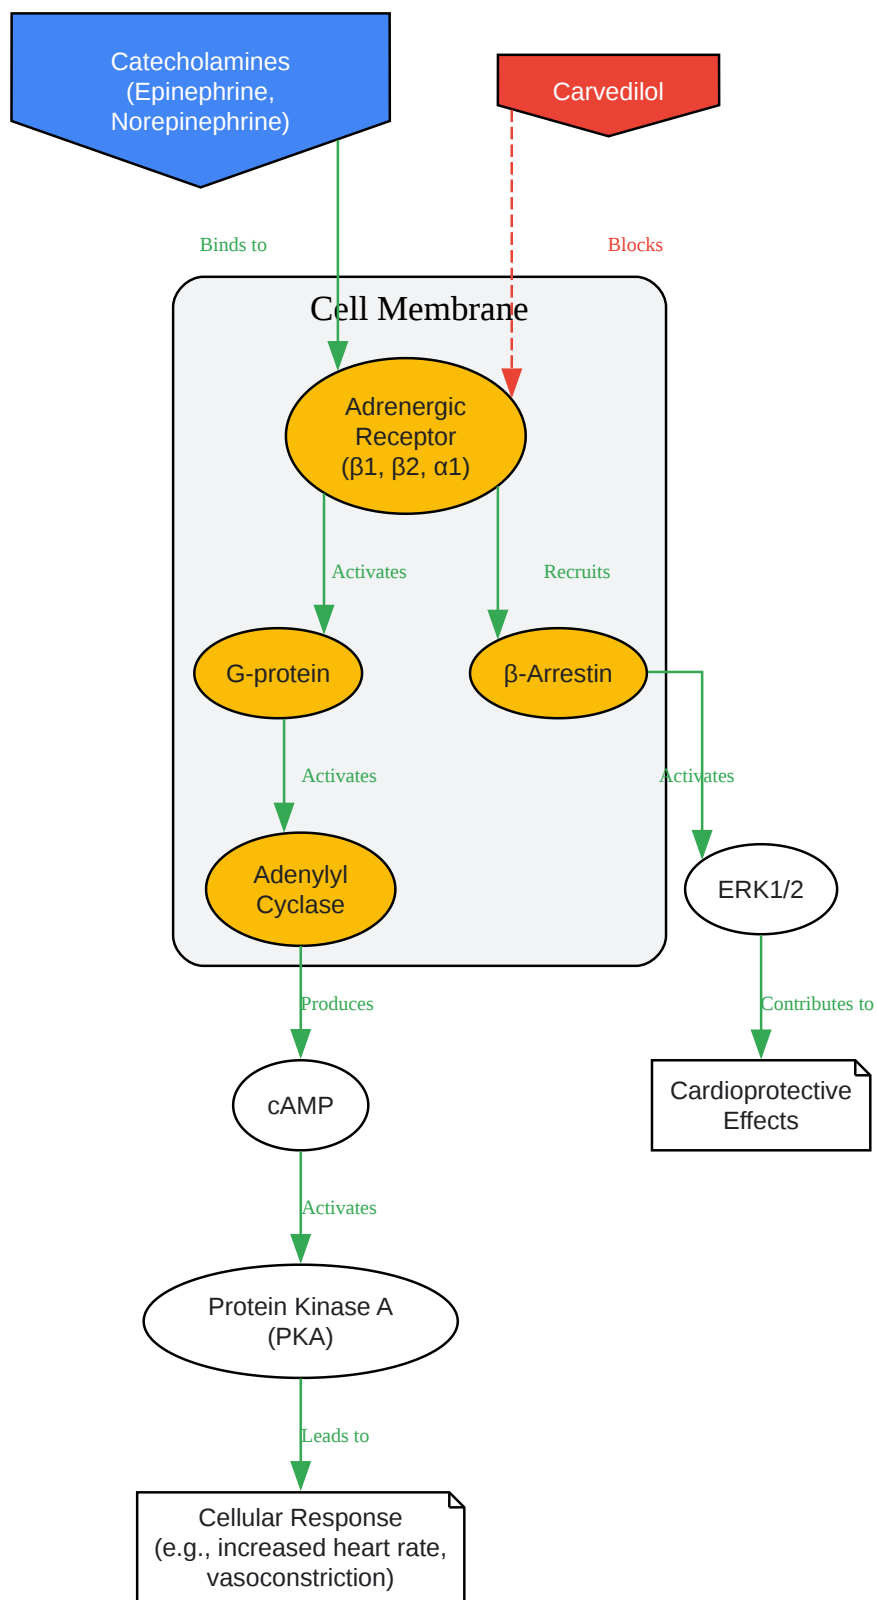 Catecholamines
(Epinephrine,
Norepinephrine)
Carvedilol
Binds to
Blocks
Cell Membrane
Adrenergic
Receptor
(β1, β2, α1)
Activates
Recruits
G-protein
β-Arrestin
Activates
Activates
Adenylyl
Cyclase
ERK1/2
Produces
Contributes to
cAMP
Cardioprotective
Effects
Activates
Protein Kinase A
(PKA)
Leads to
Cellular Response
(e.g., increased heart rate,
vasoconstriction)